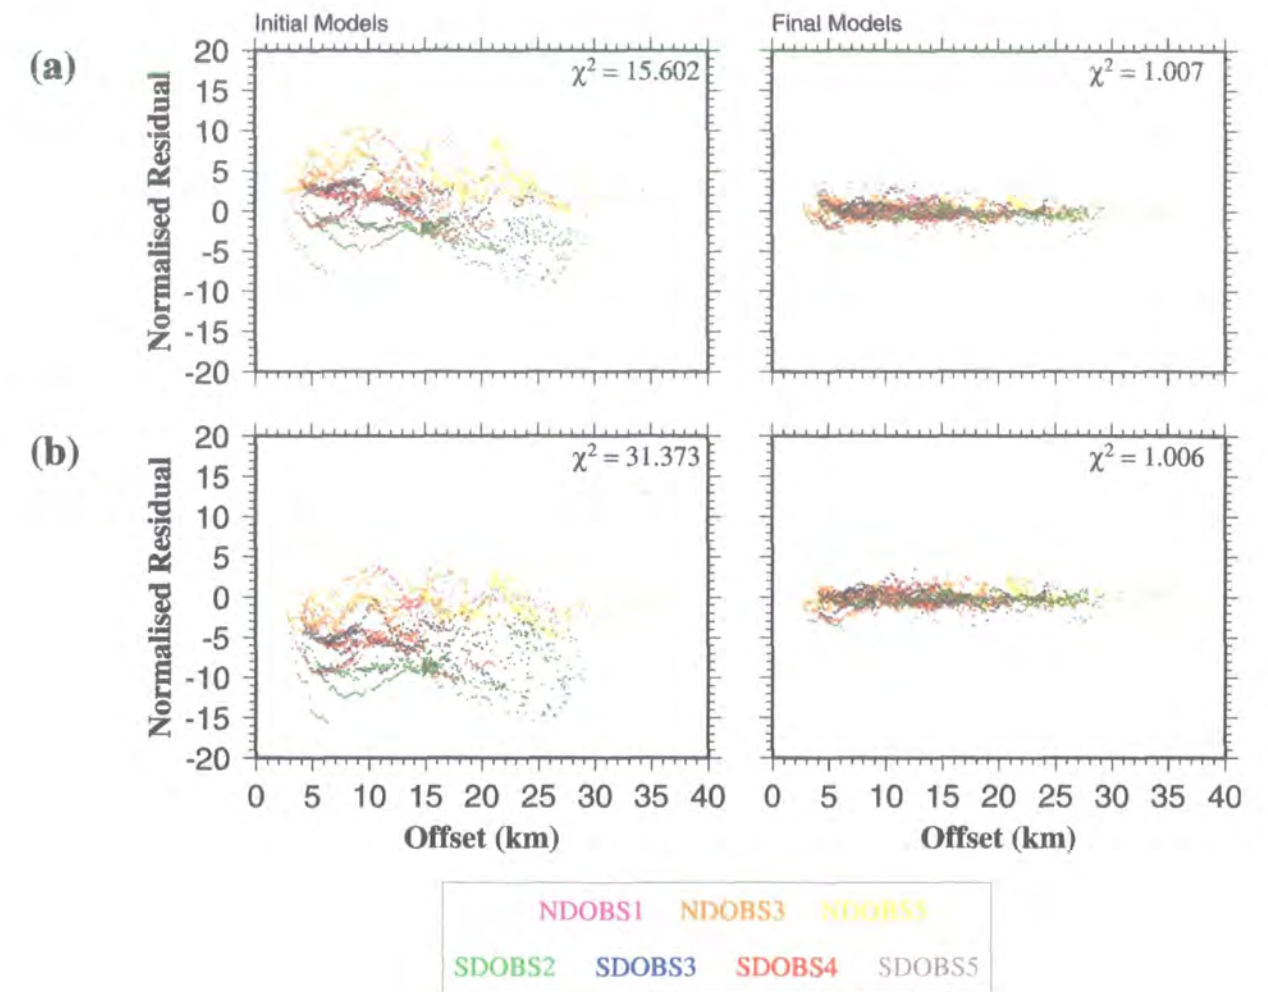 Initial Models
Final Models
(a)
20
15
10
5
0
-5
-10
-15
-20
Normalised Residual
χ² = 15.602
χ² = 1.007
(b)
20
15
10
5
0
-5
-10
-15
-20
Normalised Residual
χ² = 31.373
χ² = 1.006
0 5 10 15 20 25 30 35 40
0 5 10 15 20 25 30 35 40
Offset (km)
Offset (km)
NDOBS1 NDOBS3 NDOBS5
SDOBS2 SDOBS3 SDOBS4 SDOBS5